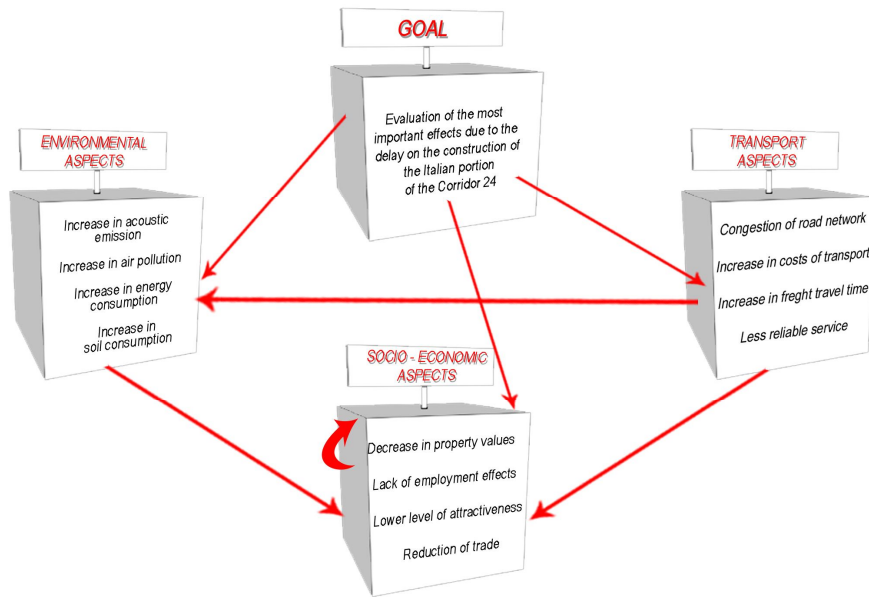 GOAL
Evaluation of the most
important effects due to the
delay on the construction of
the Italian portion
of the Corridor 24
ENVIRONMENTAL
ASPECTS
Increase in acoustic
emission
Increase in air pollution
Increase in energy
consumption
Increase in
soil consumption
TRANSPORT
ASPECTS
Congestion of road network
Increase in costs of transport
Increase in freght travel time
Less reliable service
SOCIO - ECONOMIC
ASPECTS
Decrease in property values
Lack of employment effects
Lower level of attractiveness
Reduction of trade